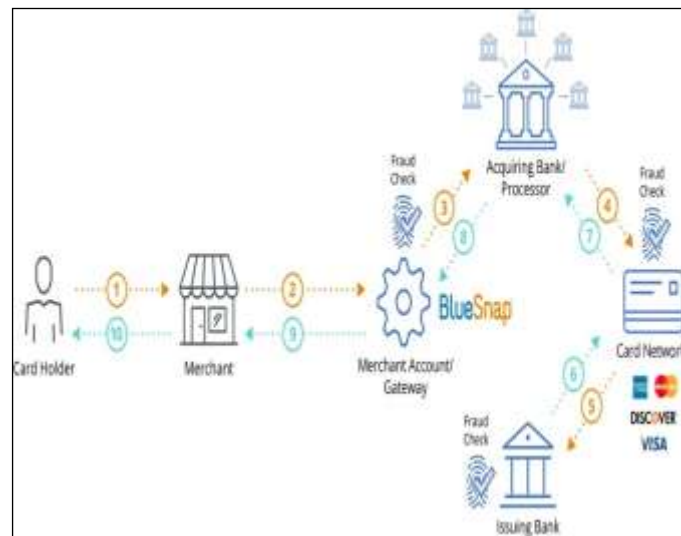 Acquiring Bank/
Processor
Fraud
Check
Fraud
Check
3
4
8
7
1
2
BlueSnap
10
9
Card Holder
Merchant
Merchant Account/
Gateway
Card Network
6
5
DISCOVER
VISA
Fraud
Check
Issuing Bank